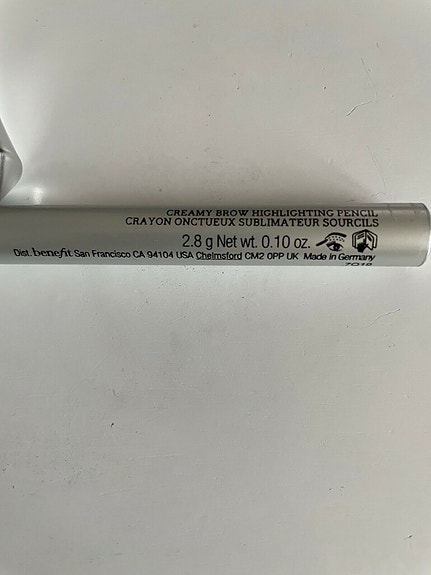 CREAMY BROW HIGHLIGHTING PENCIL
CRAYON ONCTUEUX SUBLIMATEUR SOURCILS
2.8 g Net wt. 0.10 oz.
Dist. benefit San Francisco CA 94104 USA Chelmsford CM2 0PP UK Made in Germany
7Q18